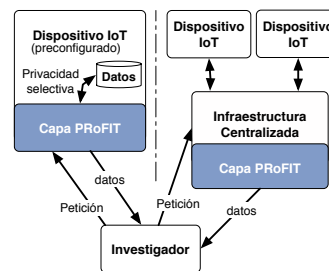 Dispositivo IoT
(preconfigurado)
Privacidad
selectiva
Datos
Capa PRoFIT
Dispositivo
IoT
Dispositivo
IoT
Infraestructura
Centralizada
Capa PRoFIT
datos
Petición
Petición
datos
Investigador